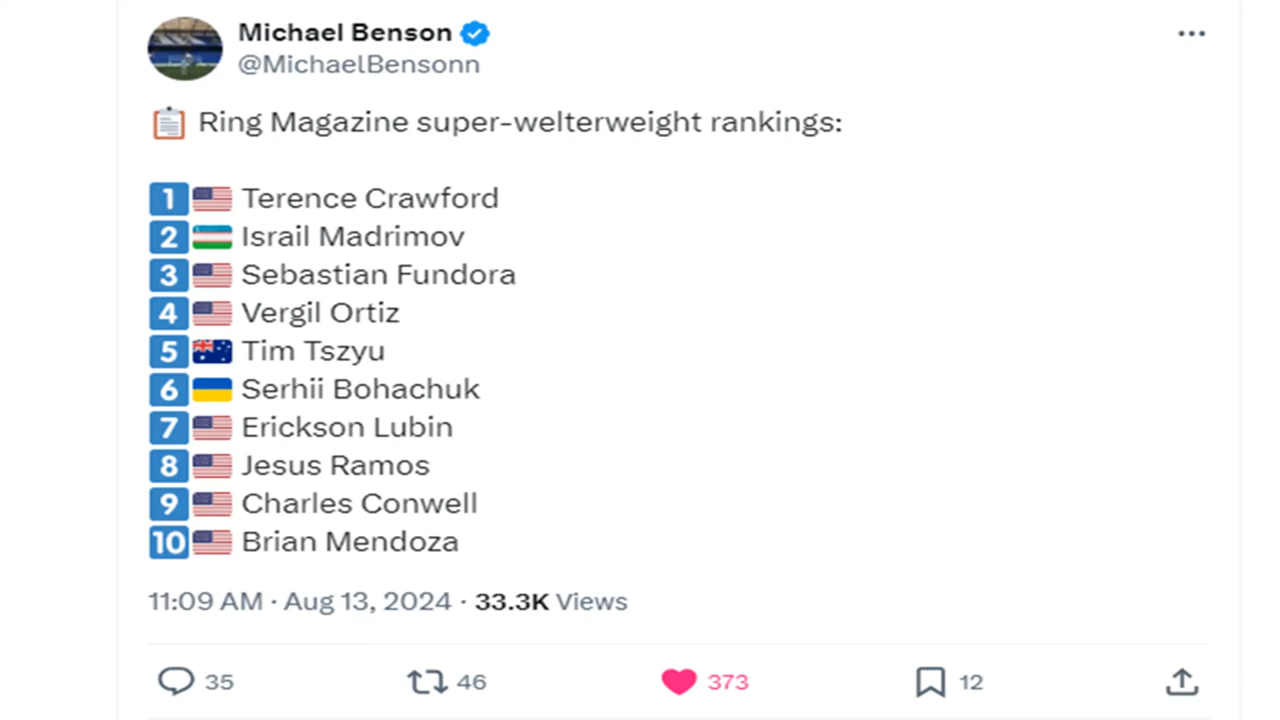 Michael Benson
@MichaelBensonn
📋 Ring Magazine super-welterweight rankings:
1 🇺🇸 Terence Crawford
2 🇺🇿 Israil Madrimov
3 🇺🇸 Sebastian Fundora
4 🇺🇸 Vergil Ortiz
5 🇦🇺 Tim Tszyu
6 🇺🇦 Serhii Bohachuk
7 🇺🇸 Erickson Lubin
8 🇺🇸 Jesus Ramos
9 🇺🇸 Charles Conwell
10 🇺🇸 Brian Mendoza
11:09 AM · Aug 13, 2024 · 33.3K Views
35 46 373 12